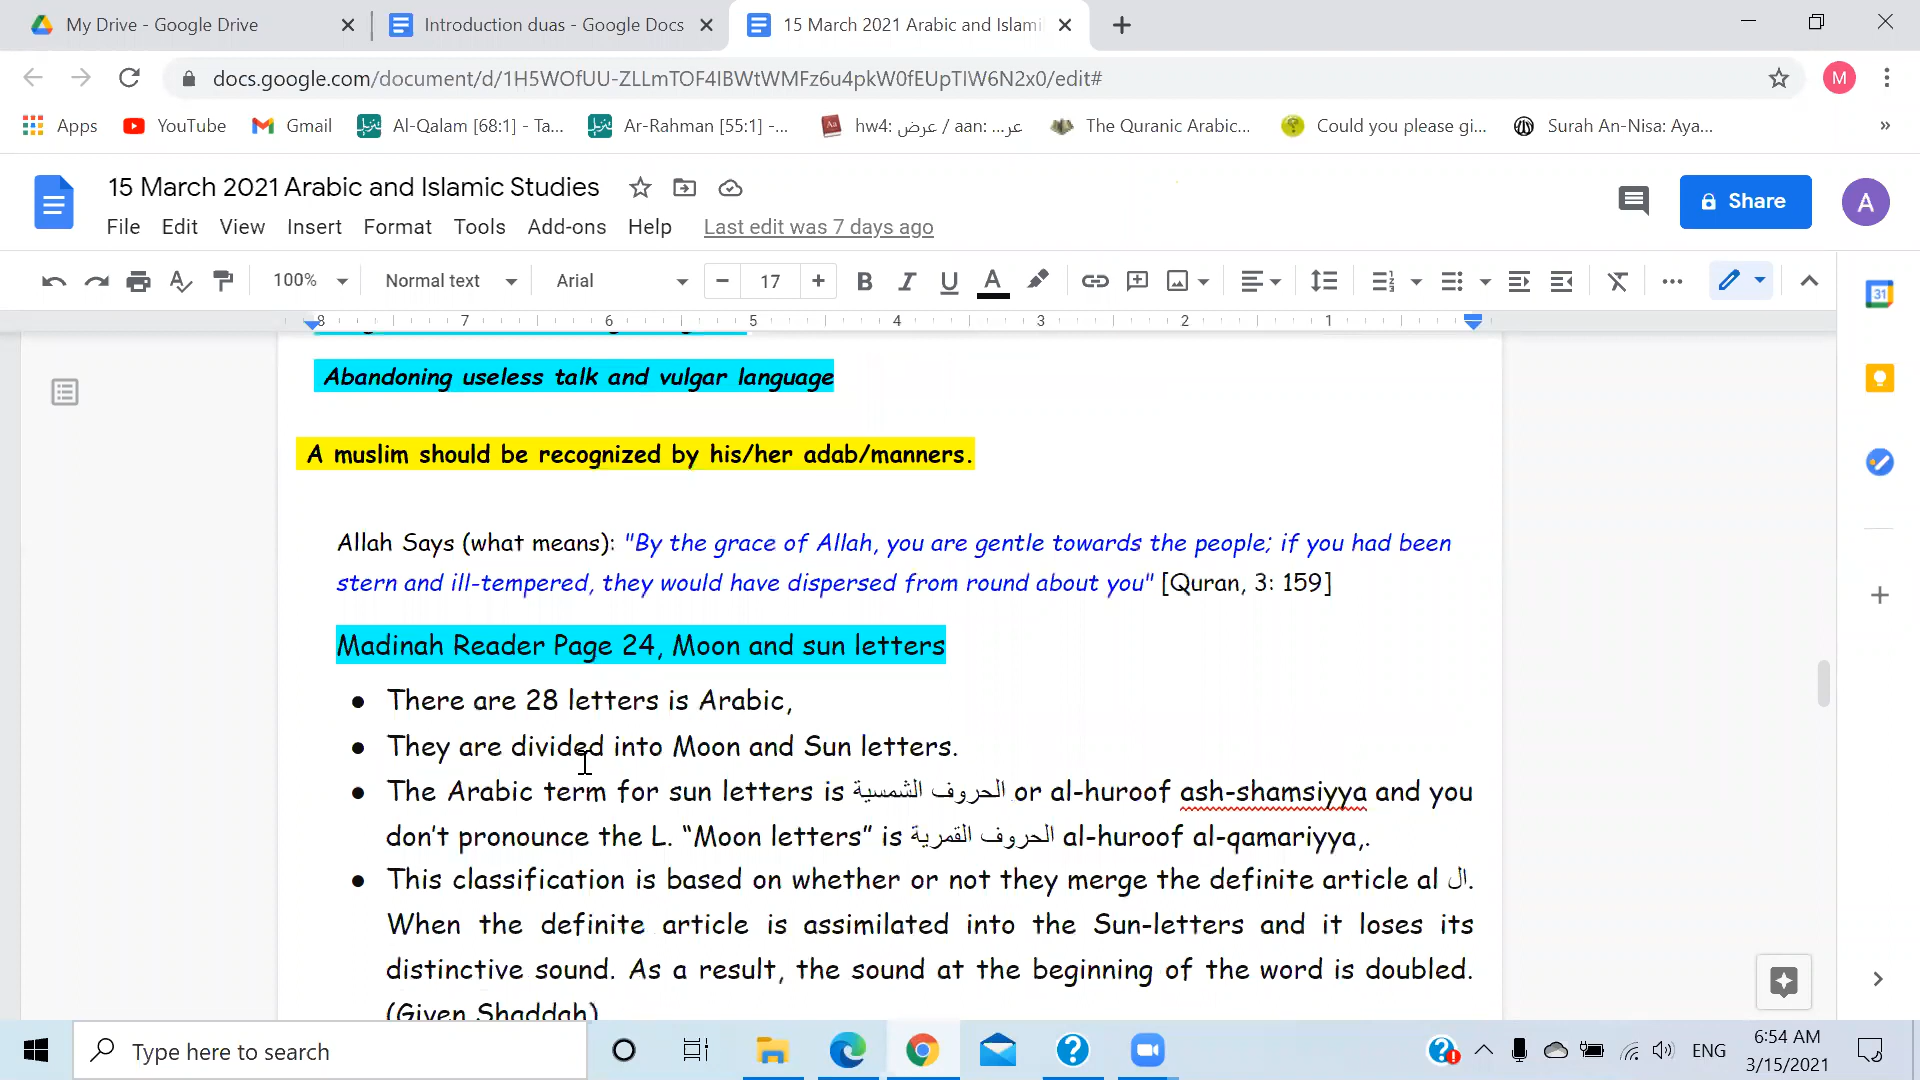 My Drive - Google Drive
Introduction duas - Google Docs
15 March 2021 Arabic and Islami
docs.google.com/document/d/1H5WOfUU-ZLLmTOF4IBWtWMFz6u4pkW0fEUpTIW6N2x0/edit#
M
Apps YouTube Gmail Al-Qalam [68:1] - Ta... Ar-Rahman [55:1] -... hw4: عرض / aan: ...عر The Quranic Arabic... Could you please gi... Surah An-Nisa: Aya... »
15 March 2021 Arabic and Islamic Studies
Share
A
File Edit View Insert Format Tools Add-ons Help Last edit was 7 days ago
100% Normal text Arial 17 B I U A
31
8 7 6 5 4 3 2 1
Abandoning useless talk and vulgar language
A muslim should be recognized by his/her adab/manners.
Allah Says (what means): "By the grace of Allah, you are gentle towards the people; if you had been
stern and ill-tempered, they would have dispersed from round about you" [Quran, 3: 159]
Madinah Reader Page 24, Moon and sun letters
● There are 28 letters is Arabic,
● They are divided into Moon and Sun letters.
● The Arabic term for sun letters is الحروف الشمسية or al-huroof ash-shamsiyya and you
don't pronounce the L. “Moon letters” is الحروف القمرية al-huroof al-qamariyya,.
● This classification is based on whether or not they merge the definite article al ال.
When the definite article is assimilated into the Sun-letters and it loses its
distinctive sound. As a result, the sound at the beginning of the word is doubled.
(Given Shaddah)
Type here to search
ENG
6:54 AM
3/15/2021